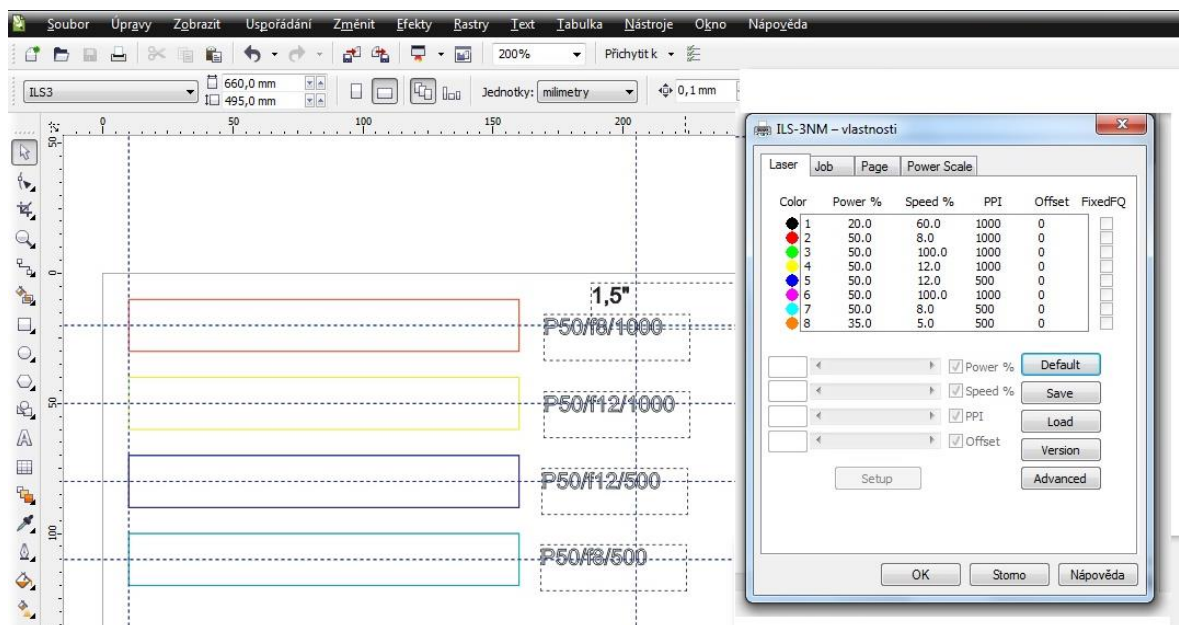 Soubor Úpravy Zobrazit Uspořádání Změnit Efekty Rastry Text Tabulka Nástroje Okno Nápověda
200% Přichytit k
ILS3 660,0 mm Jednotky: milimetry 0,1 mm
495,0 mm
0 50 100 150 200
50
0
50
100
1,5"
P50/f8/1000
P50/f12/1000
P50/f12/500
P50/f8/500
ILS-3NM – vlastnosti
Laser Job Page Power Scale
Color Power % Speed % PPI Offset FixedFQ
1 20.0 60.0 1000 0
2 50.0 8.0 1000 0
3 50.0 100.0 1000 0
4 50.0 12.0 1000 0
5 50.0 12.0 500 0
6 50.0 100.0 1000 0
7 50.0 8.0 500 0
8 35.0 5.0 500 0
Power % Default
Speed % Save
PPI Load
Offset Version
Setup Advanced
OK Storno Nápověda